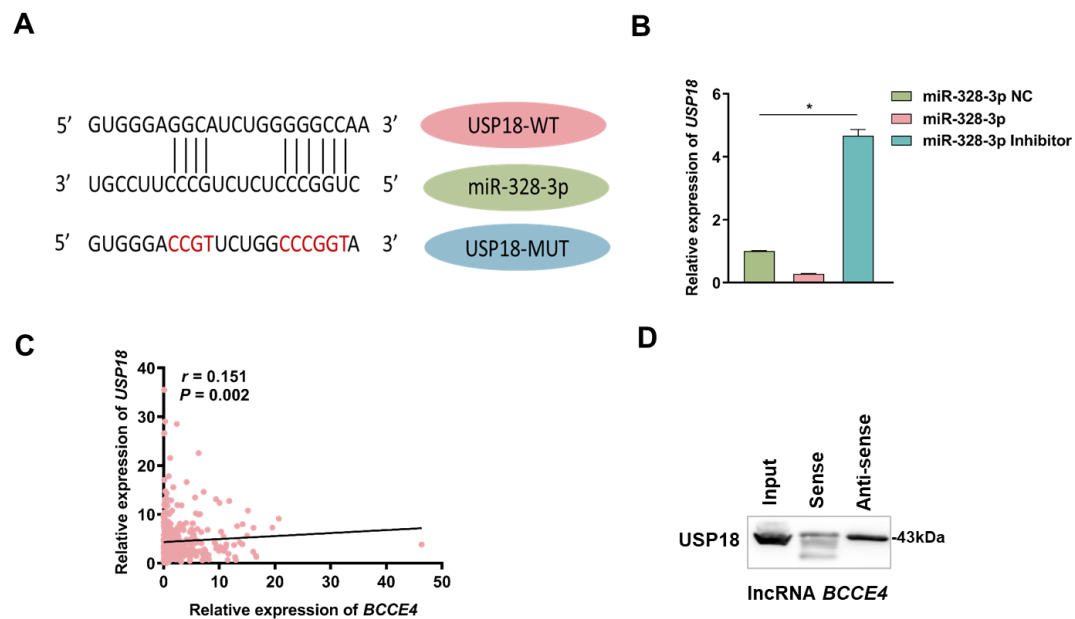 A
5′ GUGGGAGGCAUCUGGGGGCCAA 3′ USP18-WT
3′ UGCCUUCCCGUCUCUCCCGGUC 5′ miR-328-3p
5′ GUGGGACCGTUCUGGCCCGGTA 3′ USP18-MUT
B
Relative expression of USP18
6
4
2
0
*
miR-328-3p NC
miR-328-3p
miR-328-3p Inhibitor
C
Relative expression of USP18
40
30
20
10
0
r = 0.151
P = 0.002
0 10 20 30 40 50
Relative expression of BCCE4
D
Input Sense Anti-sense
USP18 -43kDa
lncRNA BCCE4